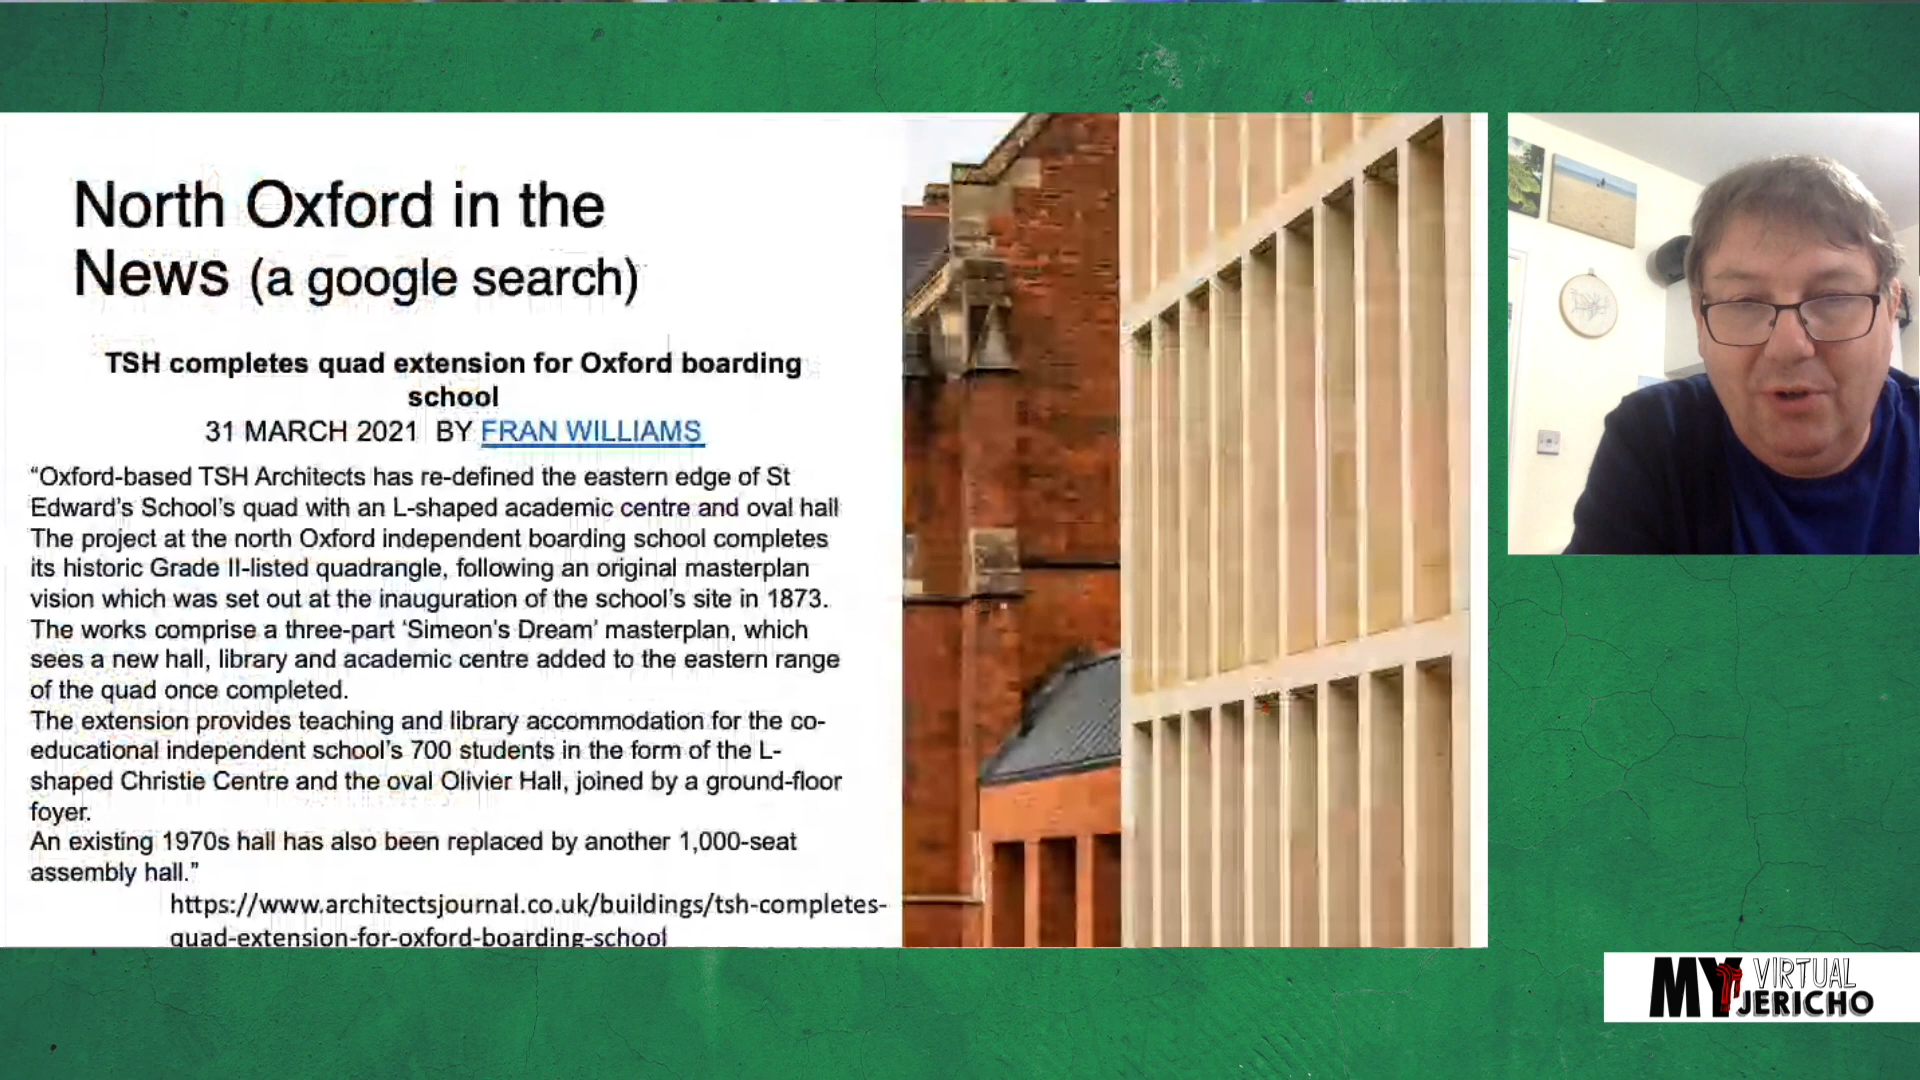 North Oxford in the
News (a google search)
TSH completes quad extension for Oxford boarding
school
31 MARCH 2021 BY FRAN WILLIAMS
“Oxford-based TSH Architects has re-defined the eastern edge of St
Edward’s School’s quad with an L-shaped academic centre and oval hall
The project at the north Oxford independent boarding school completes
its historic Grade II-listed quadrangle, following an original masterplan
vision which was set out at the inauguration of the school’s site in 1873.
The works comprise a three-part ‘Simeon’s Dream’ masterplan, which
sees a new hall, library and academic centre added to the eastern range
of the quad once completed.
The extension provides teaching and library accommodation for the co-
educational independent school’s 700 students in the form of the L-
shaped Christie Centre and the oval Olivier Hall, joined by a ground-floor
foyer.
An existing 1970s hall has also been replaced by another 1,000-seat
assembly hall.”
https://www.architectsjournal.co.uk/buildings/tsh-completes-
quad-extension-for-oxford-boarding-school
MY VIRTUAL
JERICHO